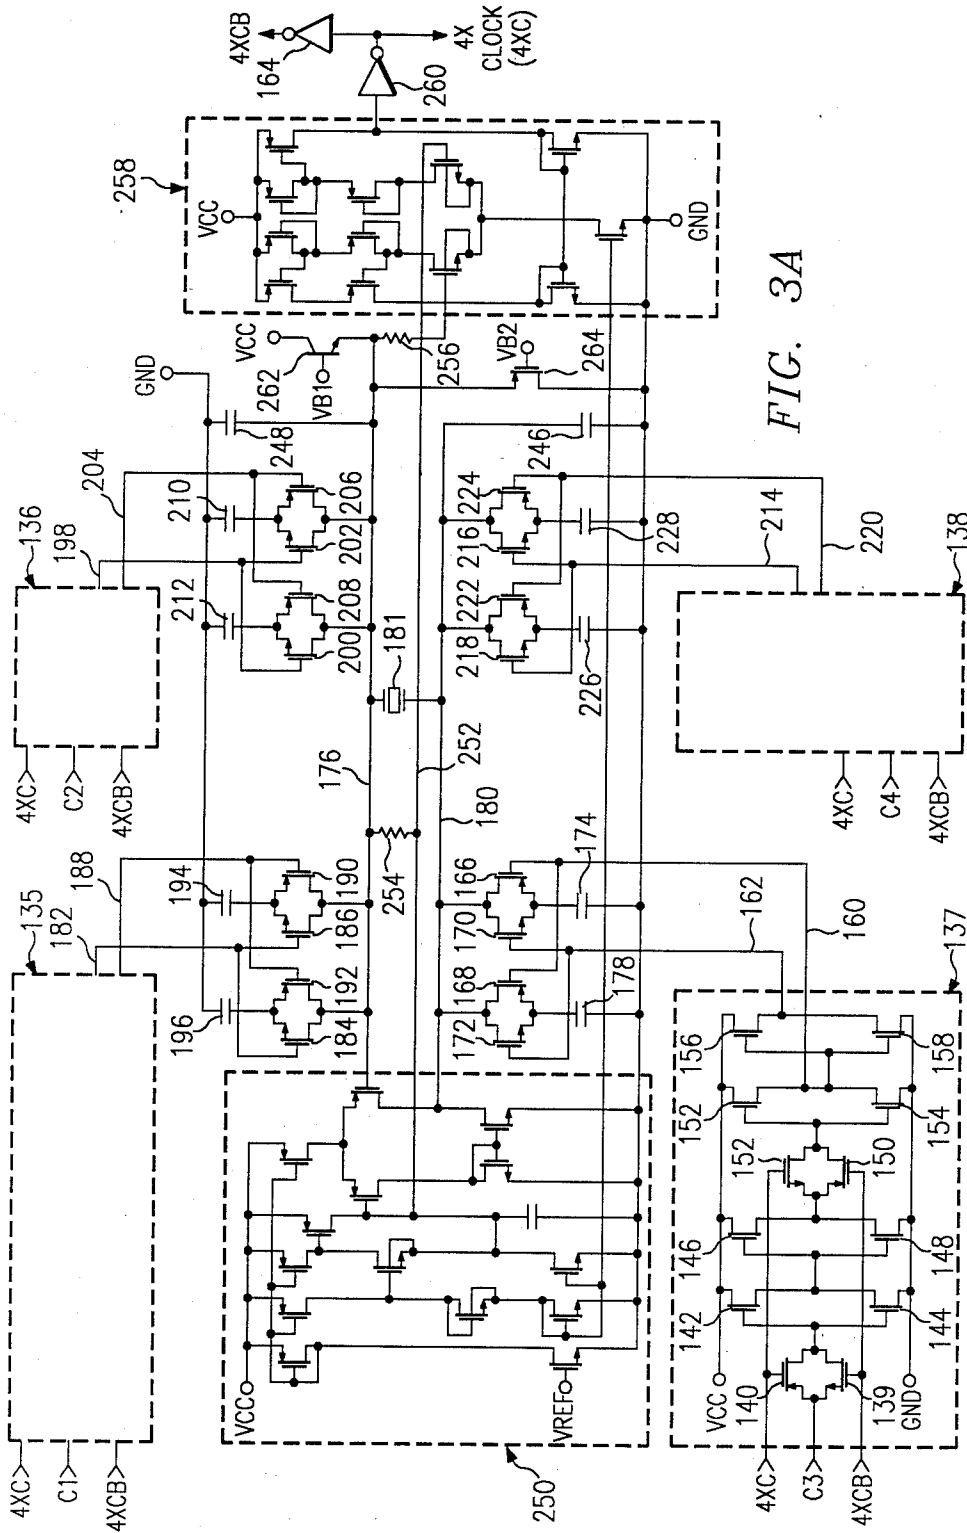 4XC>
C1>
4XCB>
135
182
188
4XC>
C2>
4XCB>
136
198
204
GND
196
194
212
210
248
184
192
186
190
200
208
202
206
VCC
262
VB1
258
VCC
164
4XCB
260
4X
CLOCK
(4XC)
256
VB2
264
GND
176
181
254
252
180
VCC
VREF
250
172
168
170
166
178
174
218
222
216
224
226
228
246
162
160
214
220
FIG. 3A
4XC>
C3>
4XCB>
VCC
140
139
GND
142
144
146
148
152
150
152
154
156
158
137
4XC>
C4>
4XCB>
138